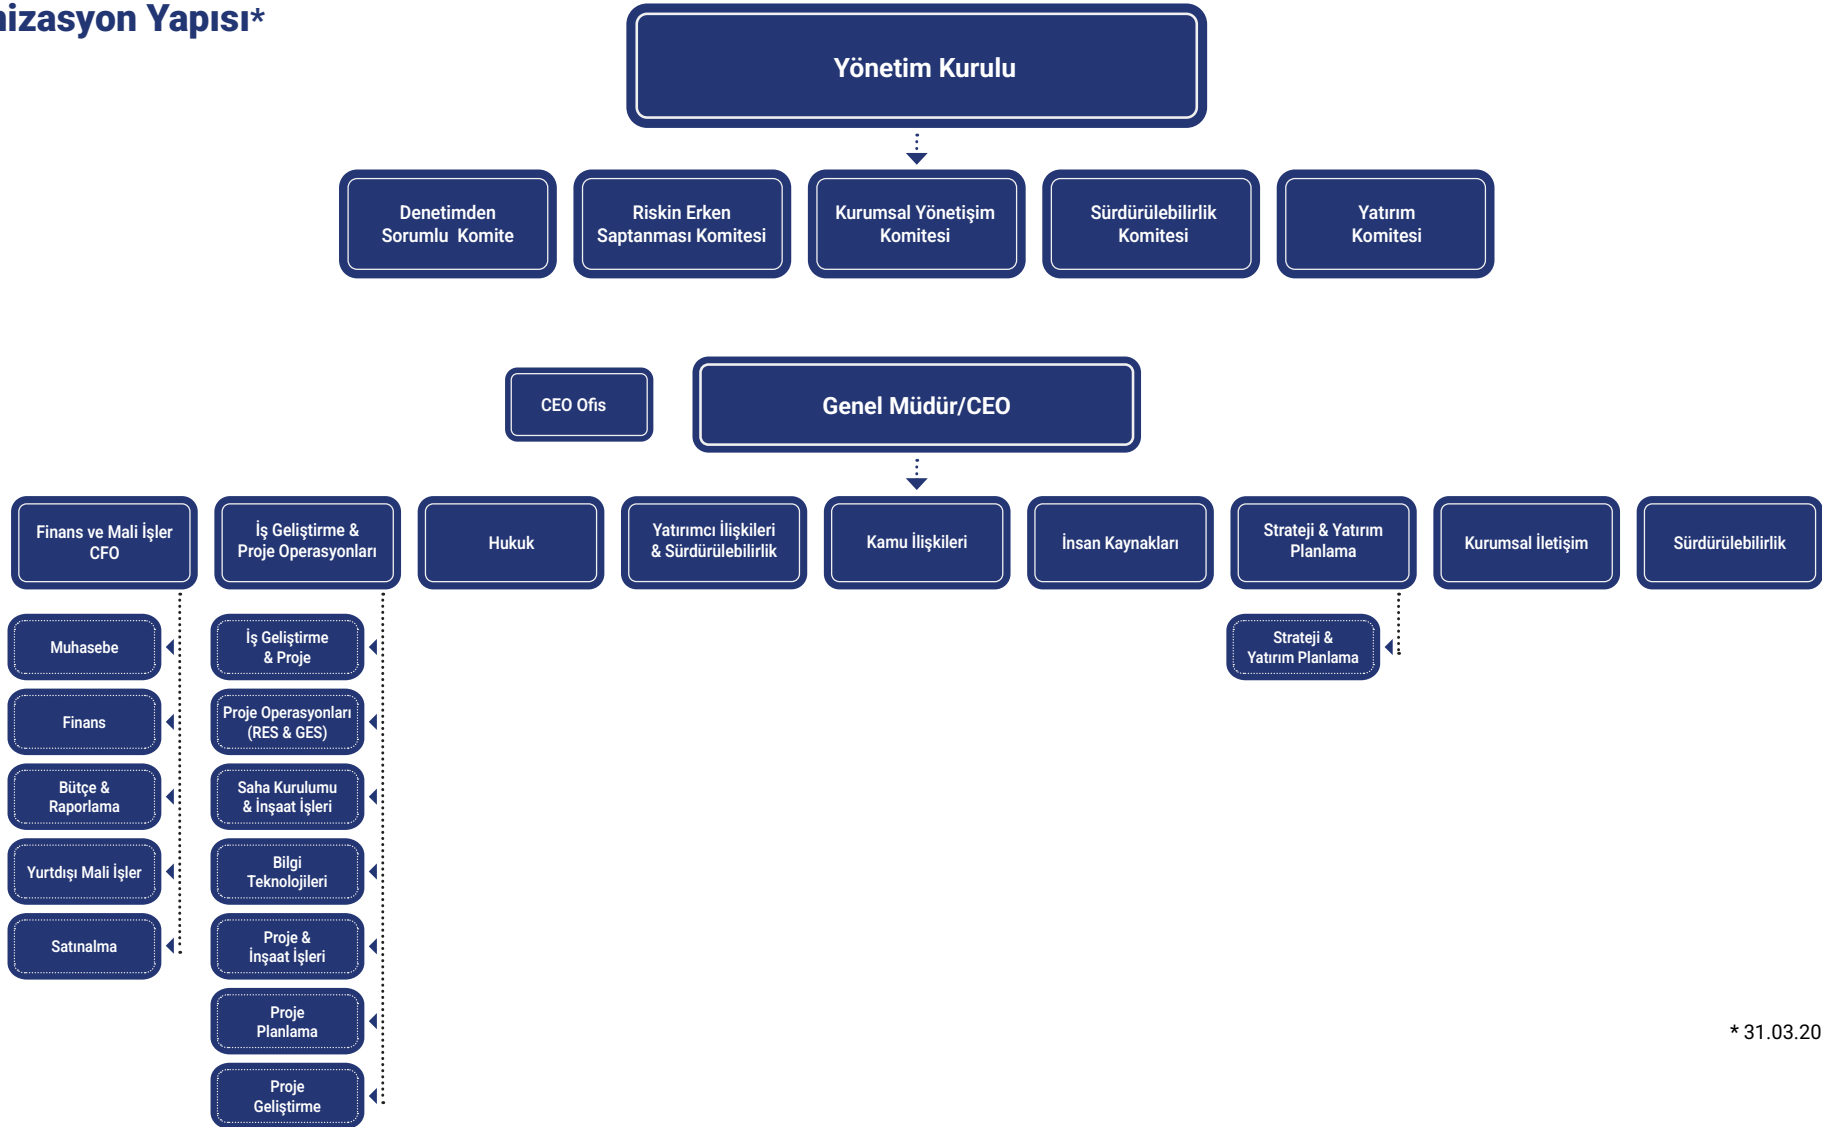 nizasyon Yapısı*
Yönetim Kurulu
Denetimden
Sorumlu Komite
Riskin Erken
Saptanması Komitesi
Kurumsal Yönetişim
Komitesi
Sürdürülebilirlik
Komitesi
Yatırım
Komitesi
CEO Ofis
Genel Müdür/CEO
Finans ve Mali İşler
CFO
İş Geliştirme &
Proje Operasyonları
Hukuk
Yatırımcı İlişkileri
& Sürdürülebilirlik
Kamu İlişkileri
İnsan Kaynakları
Strateji & Yatırım
Planlama
Kurumsal İletişim
Sürdürülebilirlik
Muhasebe
Finans
Bütçe &
Raporlama
Yurtdışı Mali İşler
Satınalma
İş Geliştirme
& Proje
Proje Operasyonları
(RES & GES)
Saha Kurulumu
& İnşaat İşleri
Bilgi
Teknolojileri
Proje &
İnşaat İşleri
Proje
Planlama
Proje
Geliştirme
Strateji &
Yatırım Planlama
* 31.03.20